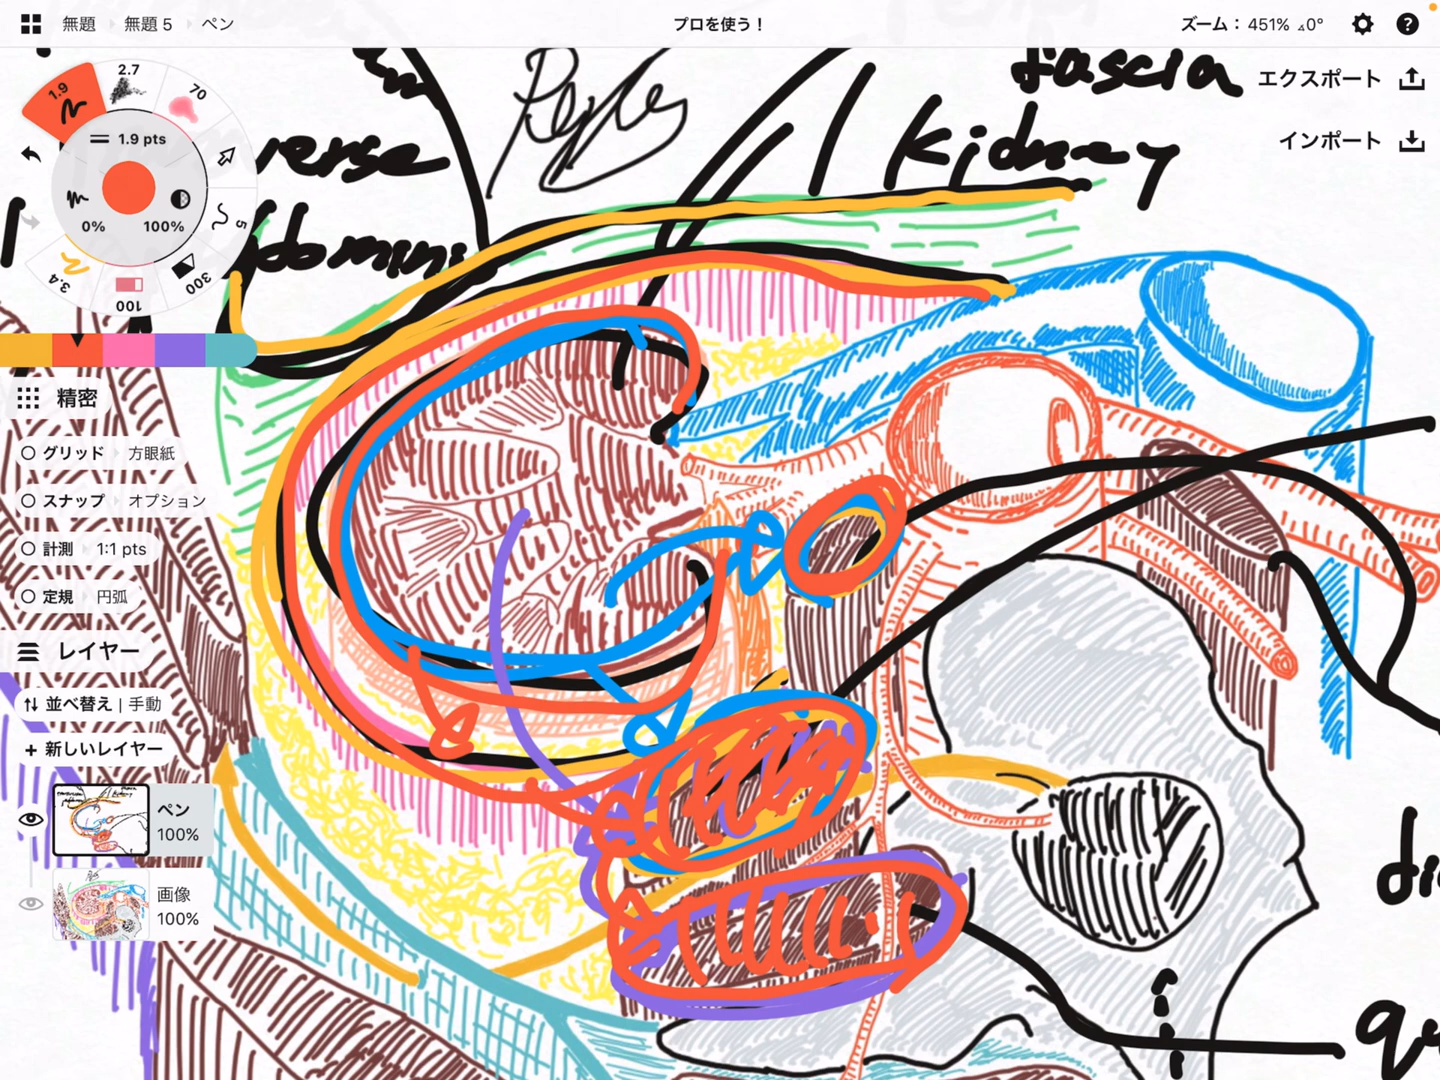 無題 無題 5 ペン
プロを使う！
ズーム： 451% ⊿0°
エクスポート
インポート
1.9
2.7
70
5
300
100
3.4
1.9 pts
0% 100%
fascia
kidney
verse
abdomini
精密
グリッド 方眼紙
スナップ オプション
計測 1:1 pts
定規 円弧
レイヤー
並べ替え | 手動
+ 新しいレイヤー
ペン
100%
画像
100%